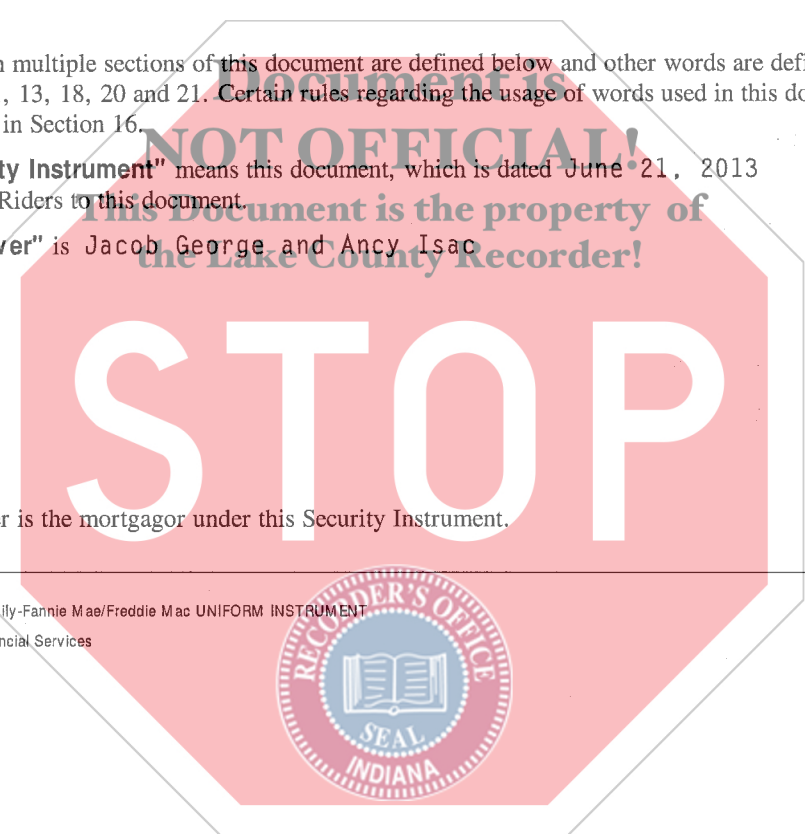 n multiple sections of this document are defined below and other words are defi
Document is
, 13, 18, 20 and 21. Certain rules regarding the usage of words used in this do
in Section 16.
NOT OFFICIAL!
ty Instrument" means this document, which is dated June 21, 2013
Riders to this document.
This Document is the property of
ver" is Jacob George and Ancy Isac
the Lake County Recorder!
STOP
r is the mortgagor under this Security Instrument.
ily-Fannie Mae/Freddie Mac UNIFORM INSTRUMENT
ncial Services
RECORDER'S OFFICE
SEAL
INDIANA